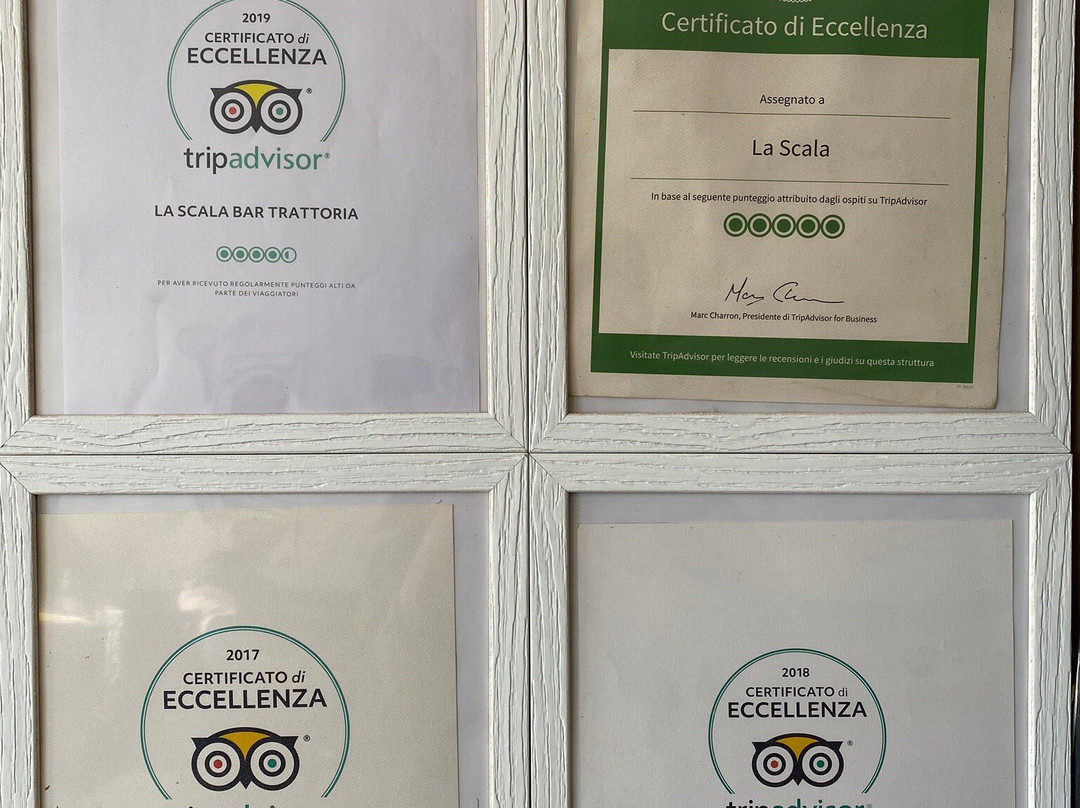 2019
CERTIFICATO di
ECCELLENZA
tripadvisor®
LA SCALA BAR TRATTORIA
PER AVER RICEVUTO REGOLARMENTE PUNTEGGI ALTI DA
PARTE DEI VIAGGIATORI
Certificato di Eccellenza
Assegnato a
La Scala
In base al seguente punteggio attribuito dagli ospiti su TripAdvisor
Marc Charron, Presidente di TripAdvisor for Business
Visitate TripAdvisor per leggere le recensioni e i giudizi su questa struttura
2017
CERTIFICATO di
ECCELLENZA
2018
CERTIFICATO di
ECCELLENZA
tripadvisor®